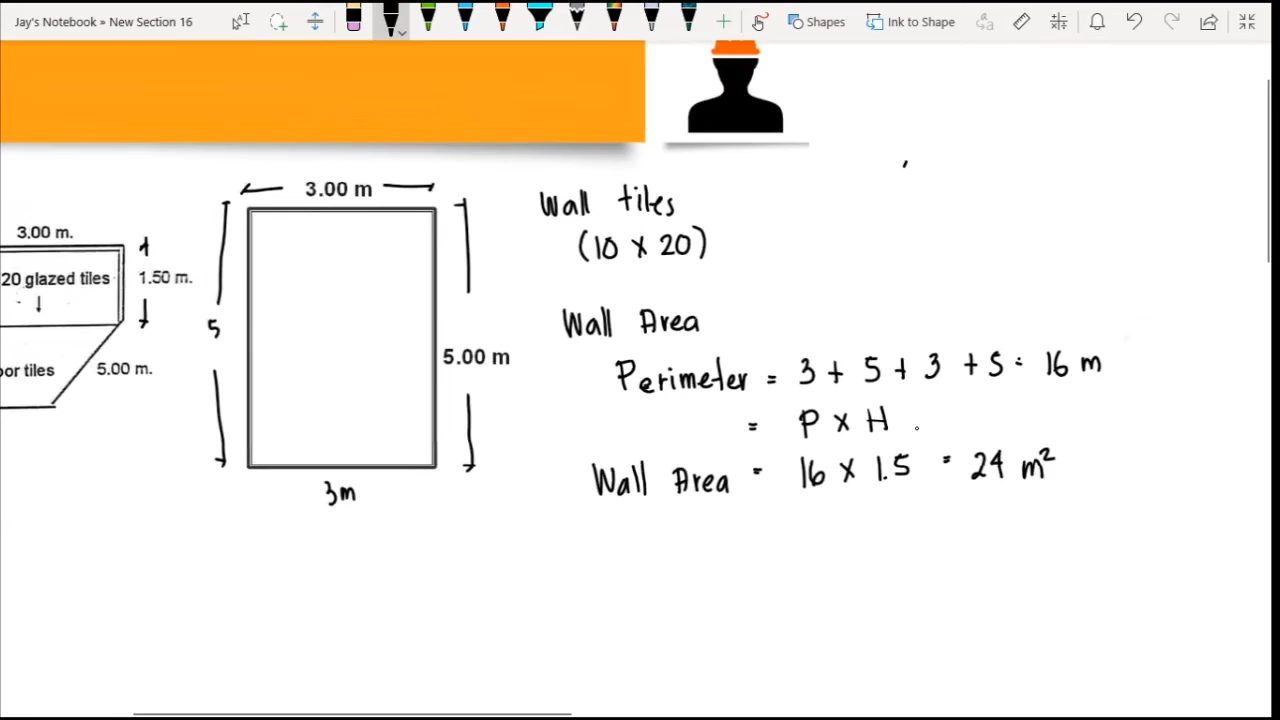 Jay's Notebook » New Section 16
Shapes
Ink to Shape
3.00 m
3.00 m.
20 glazed tiles
1.50 m.
5
5.00 m
tiles
5.00 m.
3m
Wall tiles
(10 x 20)
Wall Area
Perimeter = 3 + 5 + 3 + 5 = 16 m
= P x H
Wall Area = 16 x 1.5 = 24 m²